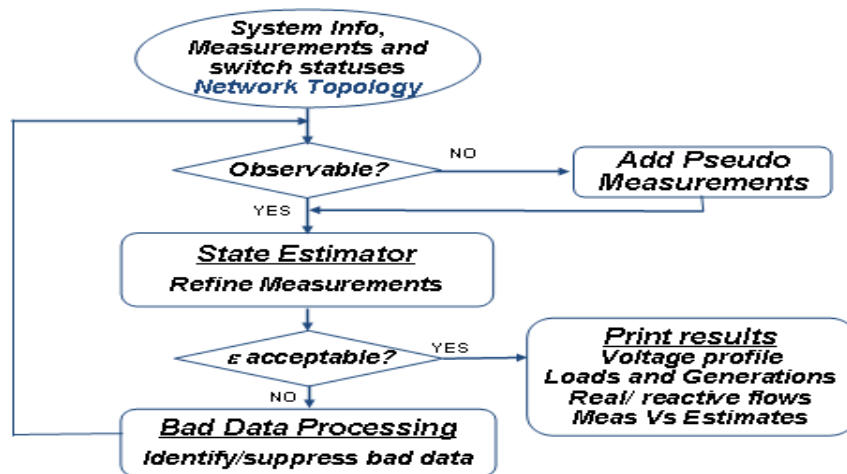 System info,
Measurements and
switch statuses
Network Topology
Observable?
NO
Add Pseudo
Measurements
YES
State Estimator
Refine Measurements
ε acceptable?
YES
Print results
Voltage profile
Loads and Generations
Real/ reactive flows
Meas Vs Estimates
NO
Bad Data Processing
Identify/suppress bad data